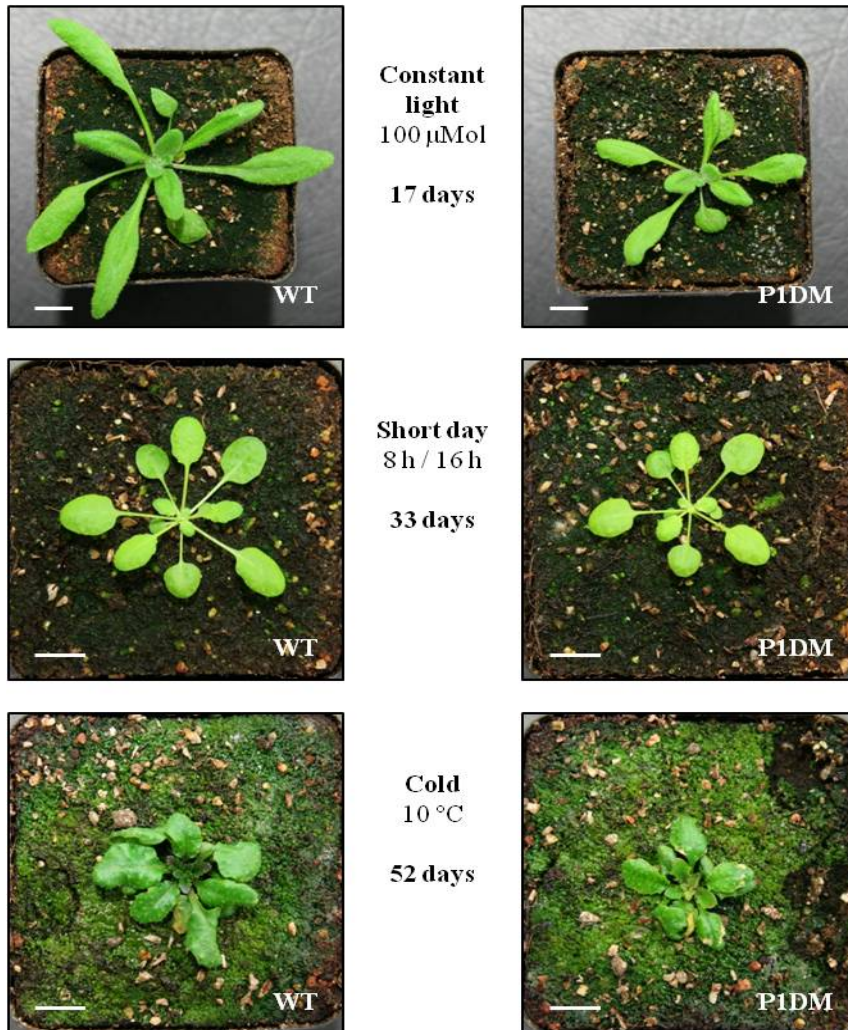 Constant
light
100 μMol
17 days
WT
P1DM
Short day
8 h / 16 h
33 days
WT
P1DM
Cold
10 °C
52 days
WT
P1DM